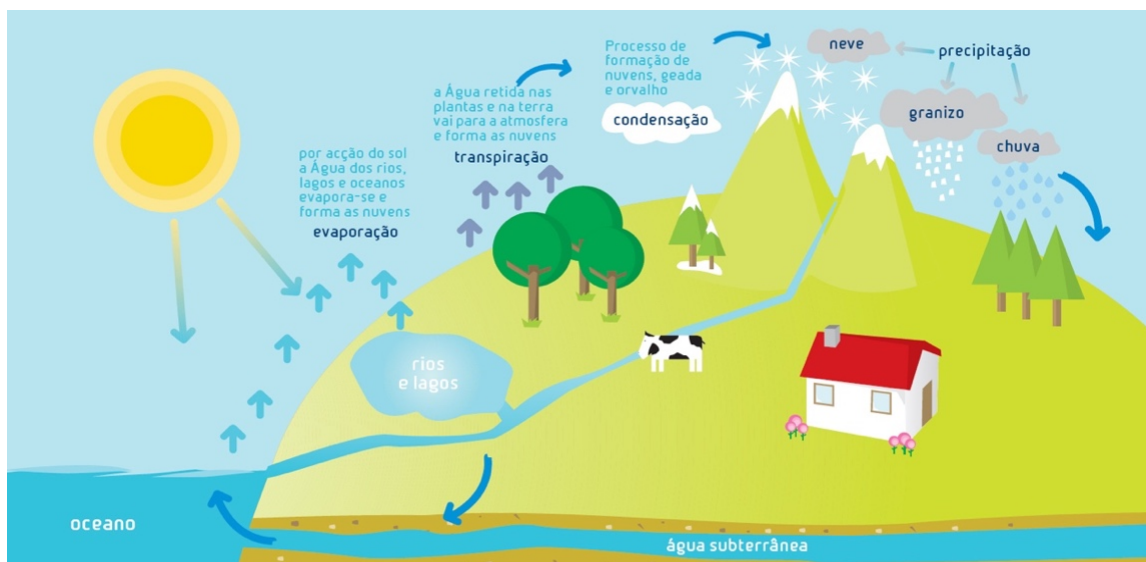 por acção do sol
a Água dos rios,
lagos e oceanos
evapora-se e
forma as nuvens
evaporação
a Água retida nas
plantas e na terra
vai para a atmosfera
e forma as nuvens
transpiração
Processo de
formação de
nuvens, geada
e orvalho
condensação
neve
precipitação
granizo
chuva
rios
e lagos
oceano
água subterrânea